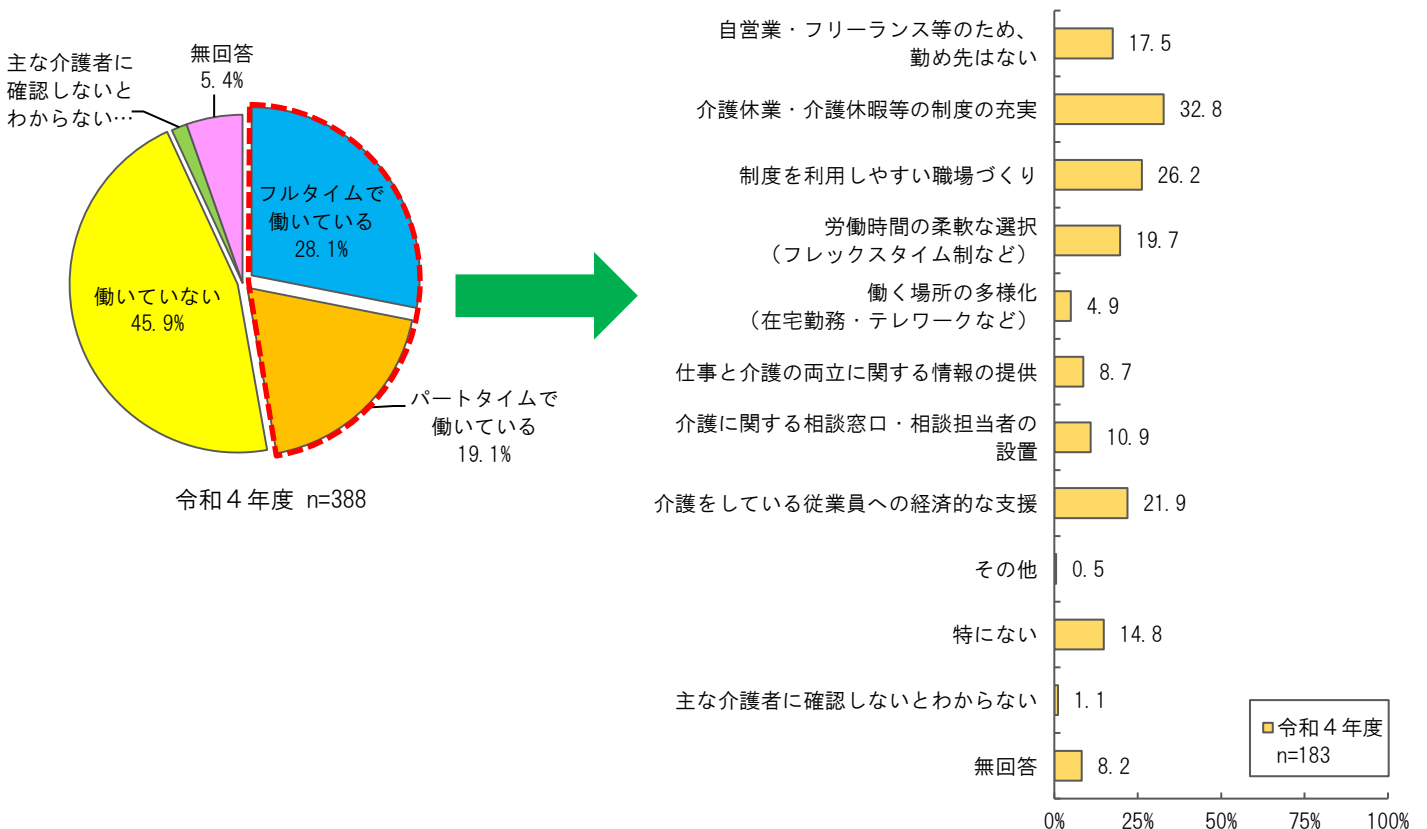 主な介護者に
確認しないと
わからない…
無回答
5.4%
フルタイムで
働いている
28.1%
働いていない
45.9%
パートタイムで
働いている
19.1%
令和４年度 n=388
自営業・フリーランス等のため、
勤め先はない
17.5
介護休業・介護休暇等の制度の充実
32.8
制度を利用しやすい職場づくり
26.2
労働時間の柔軟な選択
（フレックスタイム制など）
19.7
働く場所の多様化
（在宅勤務・テレワークなど）
4.9
仕事と介護の両立に関する情報の提供
8.7
介護に関する相談窓口・相談担当者の
設置
10.9
介護をしている従業員への経済的な支援
21.9
その他
0.5
特にない
14.8
主な介護者に確認しないとわからない
1.1
無回答
8.2
令和４年度
n=183
0% 25% 50% 75% 100%